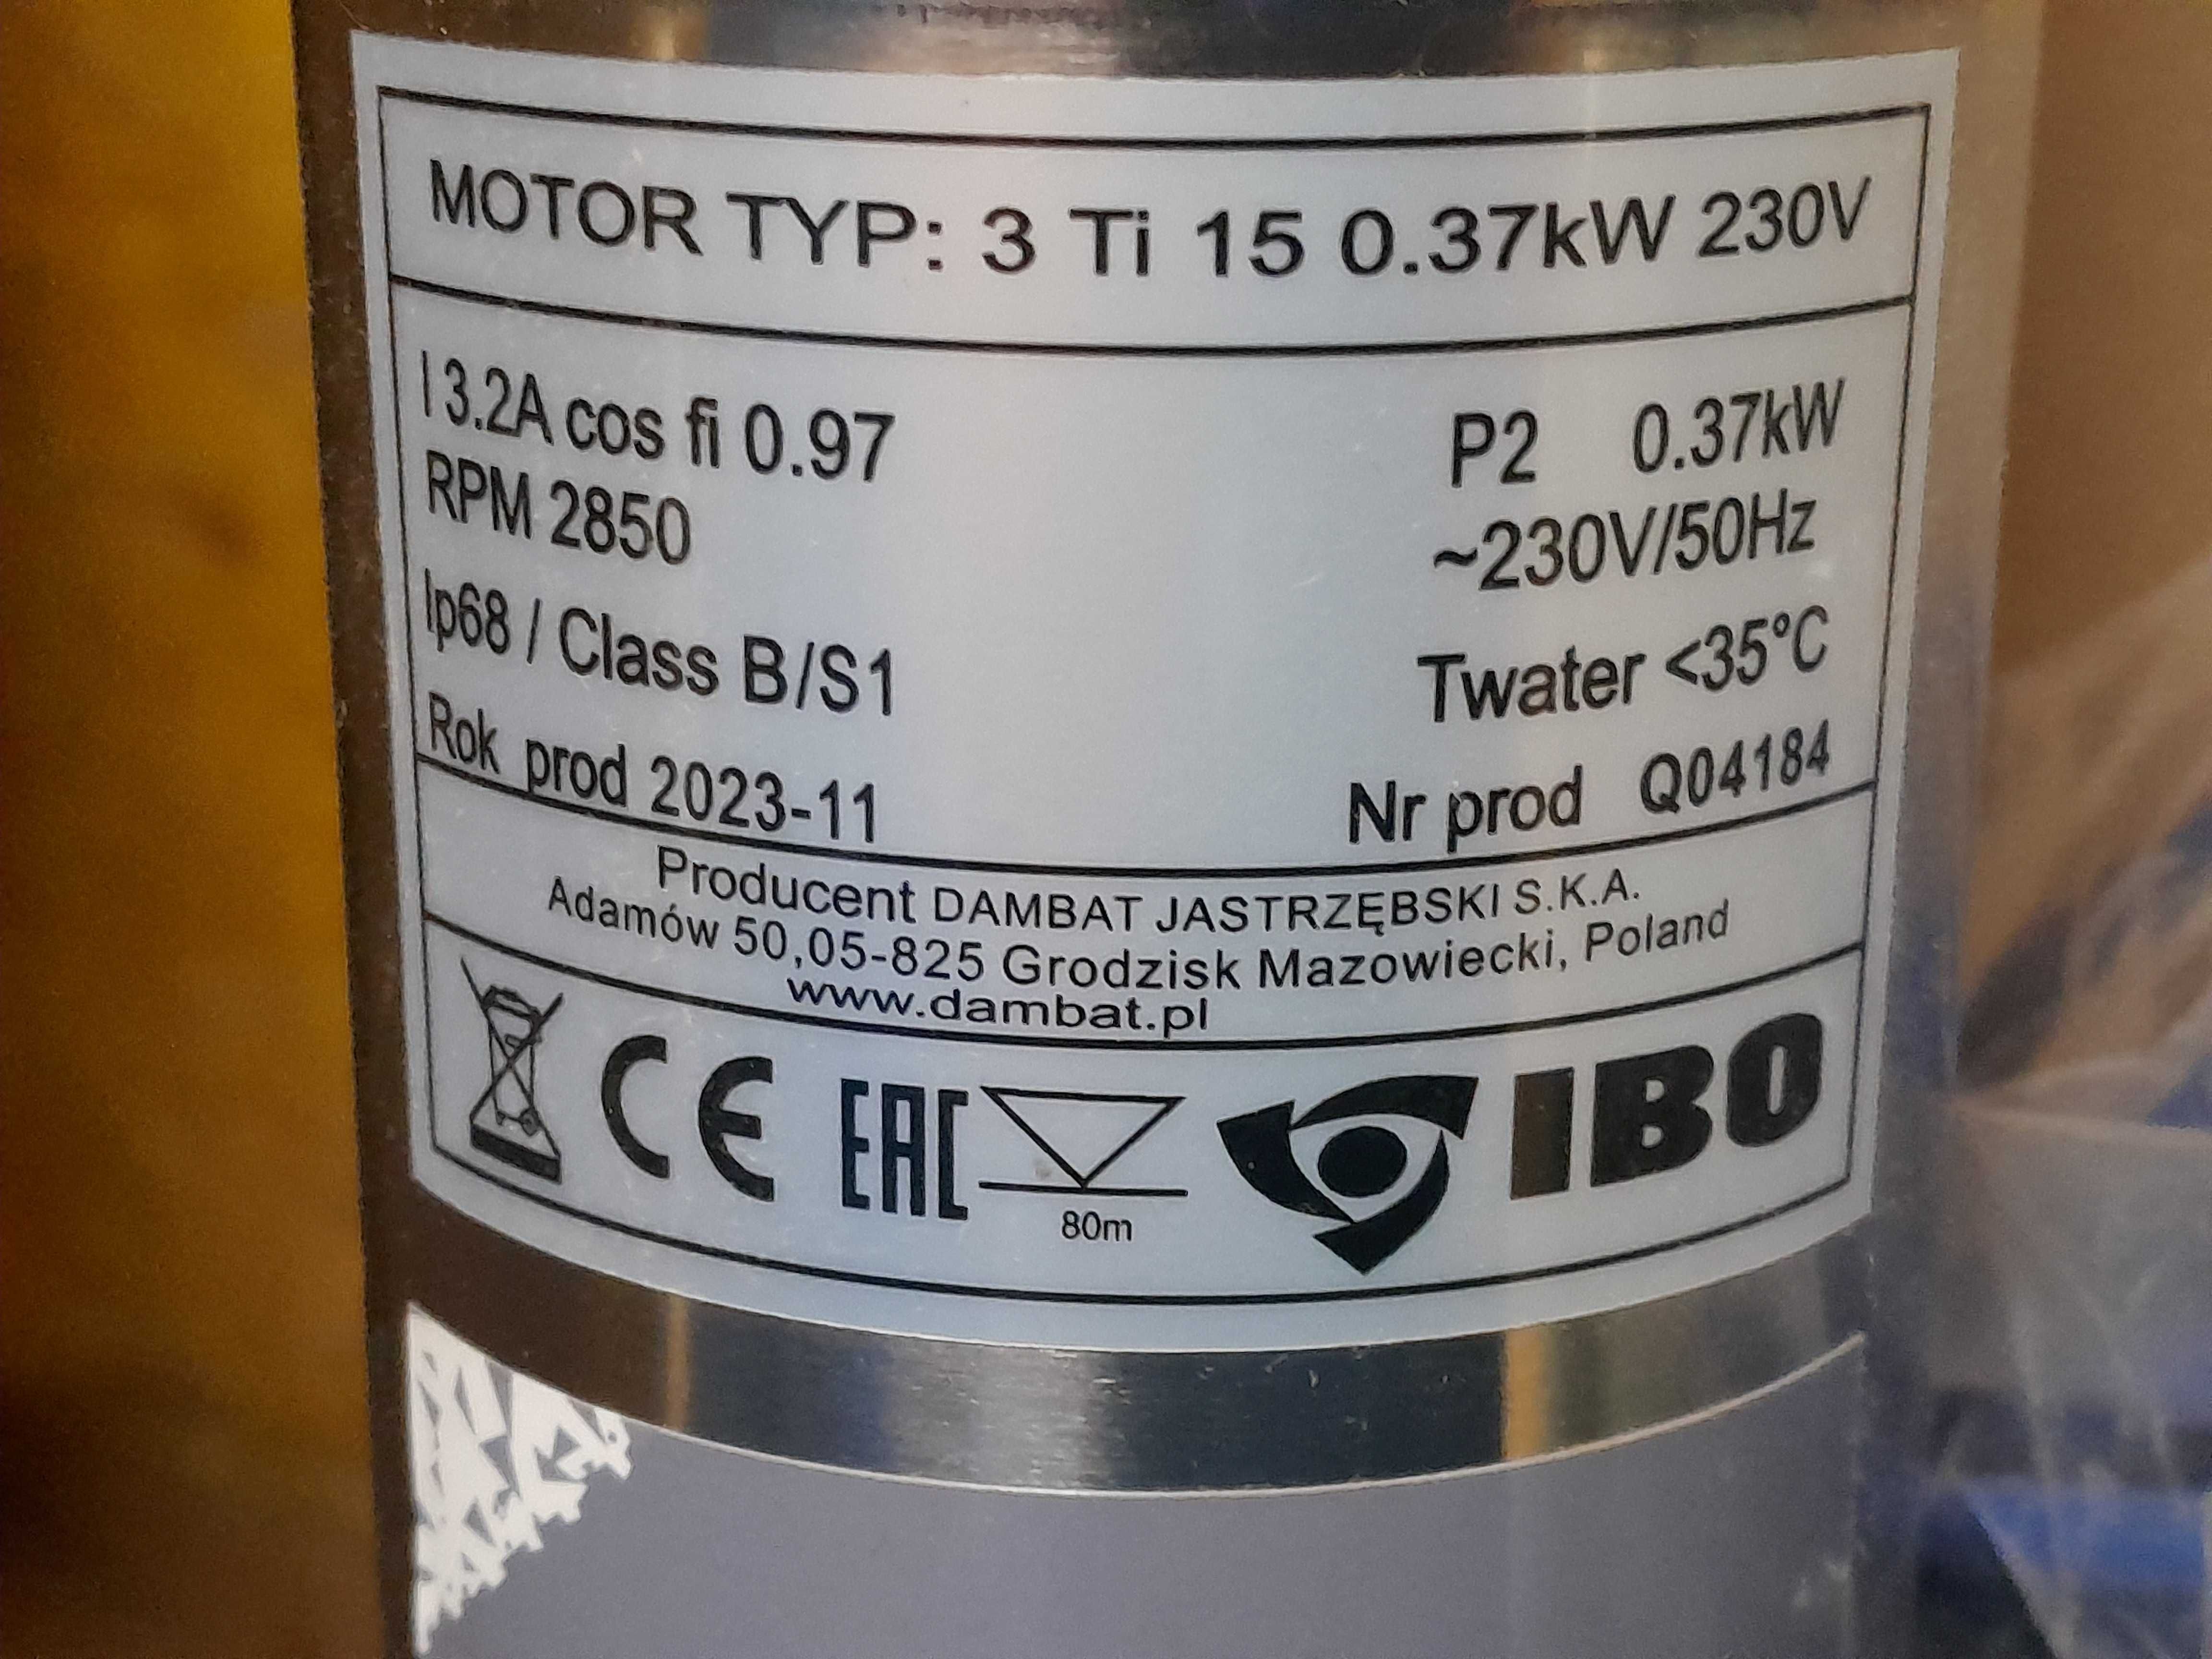 MOTOR TYP: 3 Ti 15 0.37kW 230V
I 3.2A cos fi 0.97 P2 0.37kW
RPM 2850 ~230V/50Hz
Ip68 / Class B/S1 Twater <35°C
Rok prod 2023-11 Nr prod Q04184
Producent DAMBAT JASTRZĘBSKI S.K.A.
Adamów 50,05-825 Grodzisk Mazowiecki, Poland
www.dambat.pl
CE EAC IBO
80m